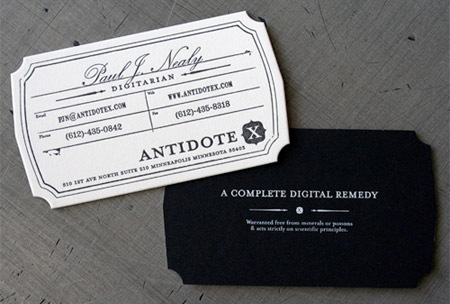 Paul J. Nealy
DIGITARIAN
Email
PJN@ANTIDOTEX.COM
Web
WWW.ANTIDOTEX.COM
Phone
(612)-435-0842
Fax
(612)-435-8318
ANTIDOTE X
510 1ST AVE NORTH SUITE 210 MINNEAPOLIS MINNESOTA 55403
A COMPLETE DIGITAL REMEDY
X
Warranted free from minerals or poisons
& acts strictly on scientific principles.